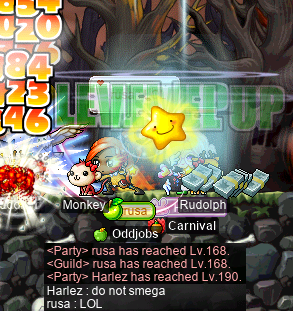 LEVEL UP
Monkey
Rudolph
rusa
Carnival
Oddjobs
<Party> rusa has reached Lv.168.
<Guild> rusa has reached Lv.168.
<Party> Harlez has reached Lv.190.
Harlez : do not smega
rusa : LOL